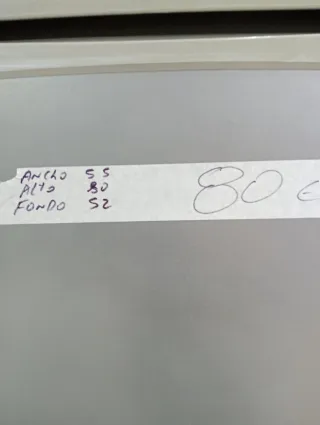 ANCHO 55
ALTO 80
FONDO 52
80 €